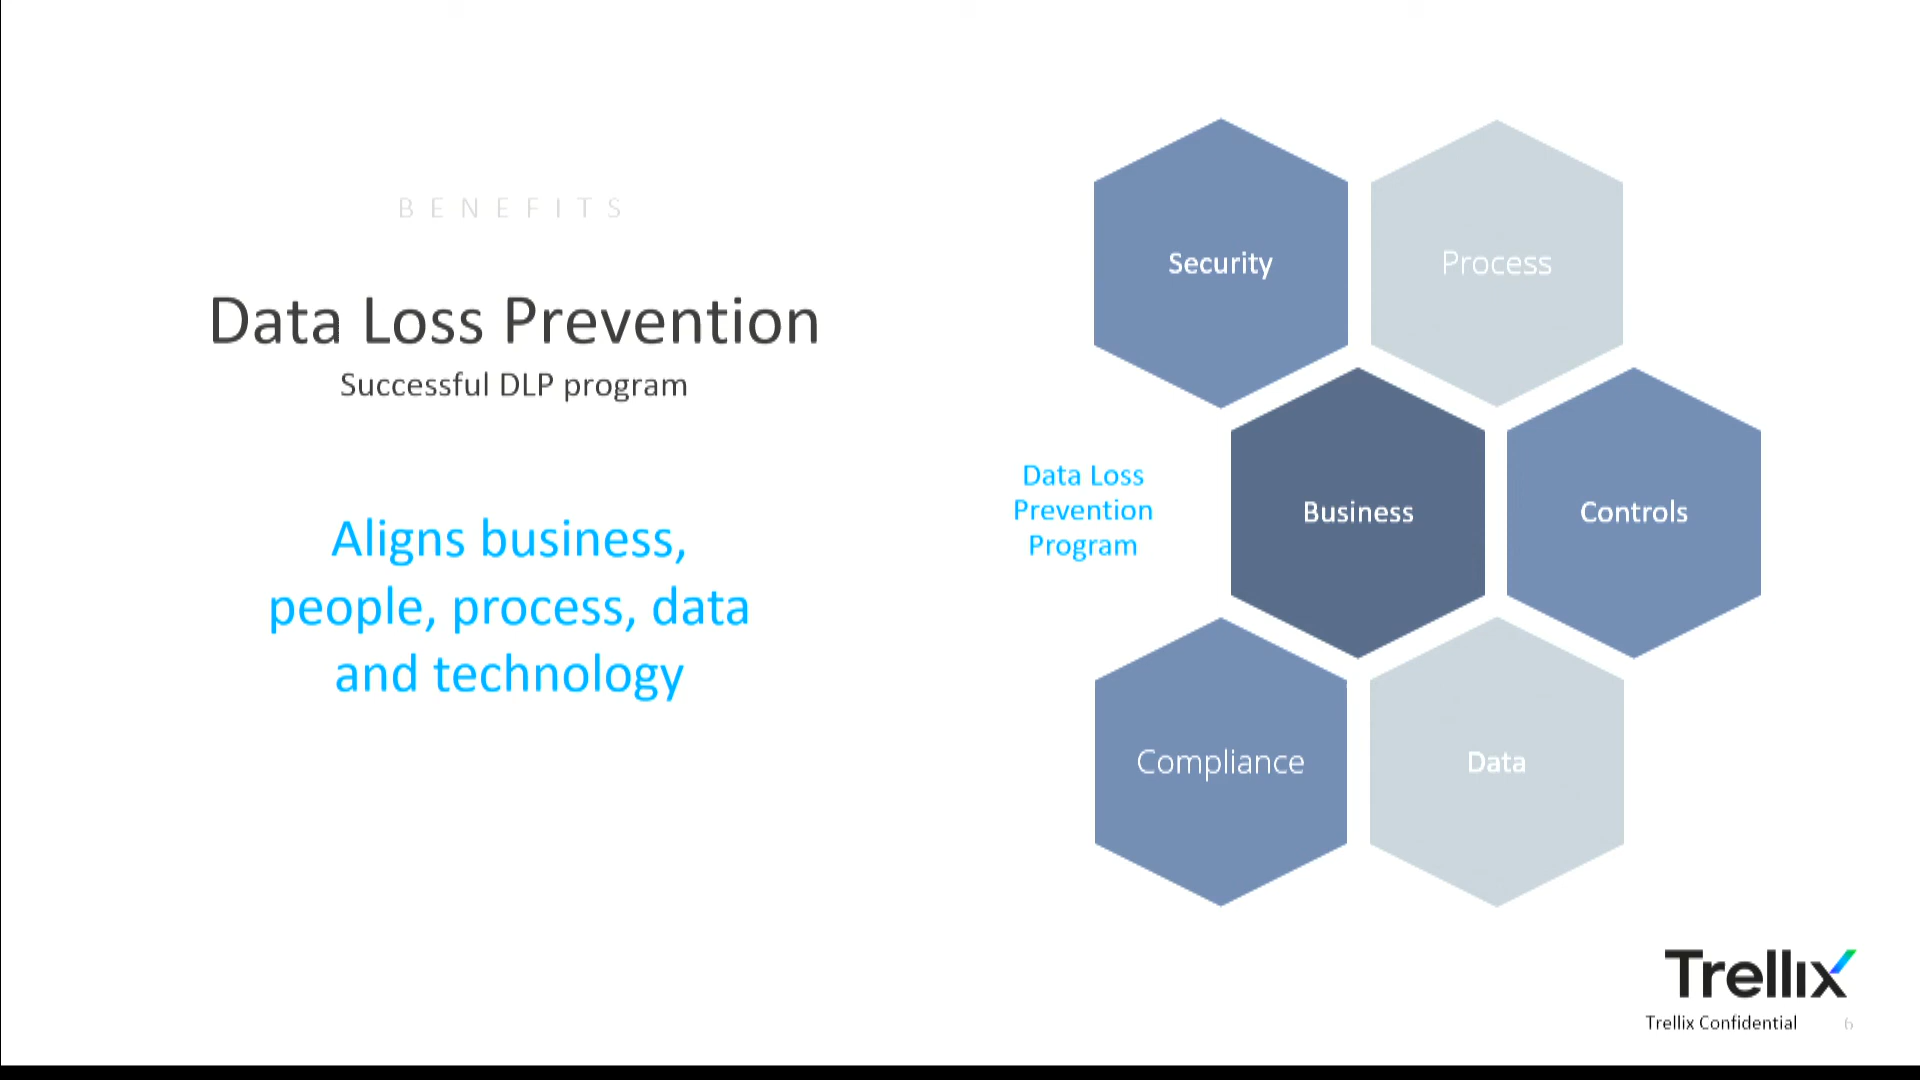 BENEFITS
Data Loss Prevention
Successful DLP program
Aligns business,
people, process, data
and technology
Security
Process
Data Loss
Prevention
Program
Business
Controls
Compliance
Data
Trellix
Trellix Confidential
6